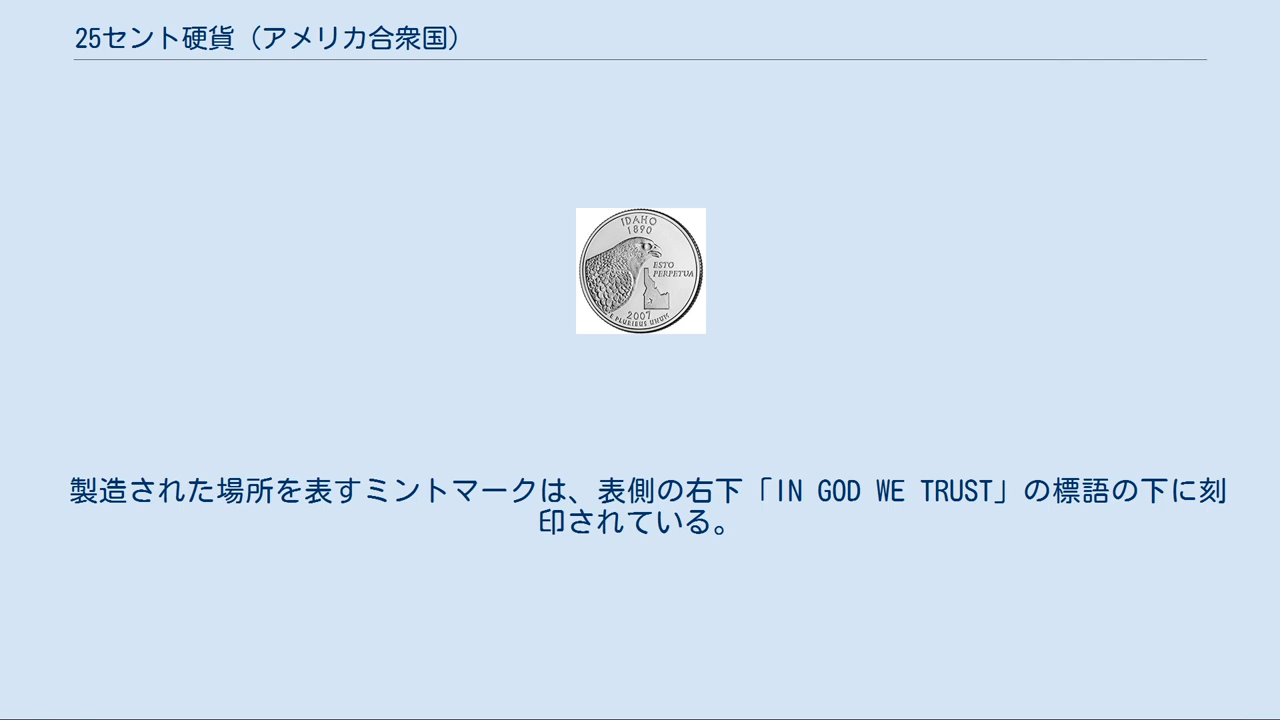 25セント硬貨（アメリカ合衆国）
IDAHO
1890
ESTO
PERPETUA
2007
E PLURIBUS UNUM
製造された場所を表すミントマークは、表側の右下「IN GOD WE TRUST」の標語の下に刻
印されている。